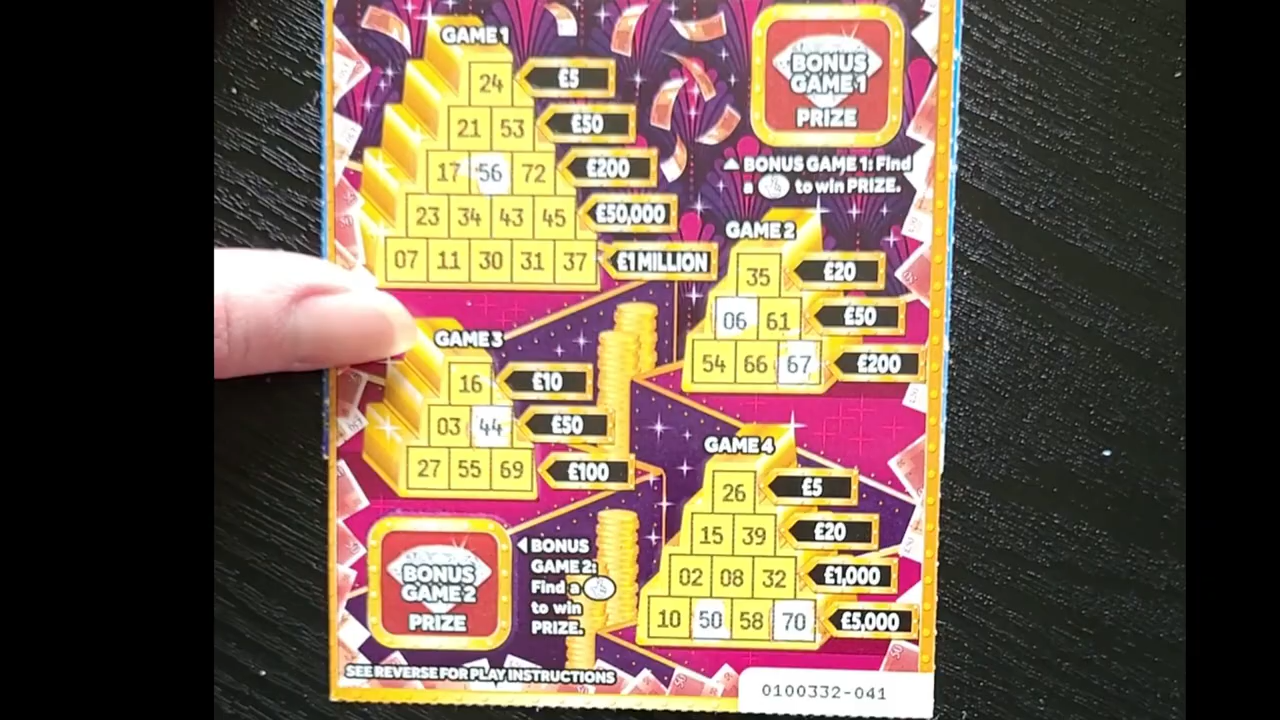 GAME 1
24 £5
21 53 £50
17 56 72 £200
23 34 43 45 £50,000
07 11 30 31 37 £1 MILLION
BONUS
GAME 1
PRIZE
BONUS GAME 1: Find
a to win PRIZE.
GAME 2
35 £20
06 61 £50
54 66 67 £200
GAME 3
16 £10
03 44 £50
27 55 69 £100
GAME 4
26 £5
15 39 £20
02 08 32 £1,000
10 50 58 70 £5,000
BONUS
GAME 2
PRIZE
BONUS
GAME 2:
Find a
to win
PRIZE.
SEE REVERSE FOR PLAY INSTRUCTIONS
0100332-041